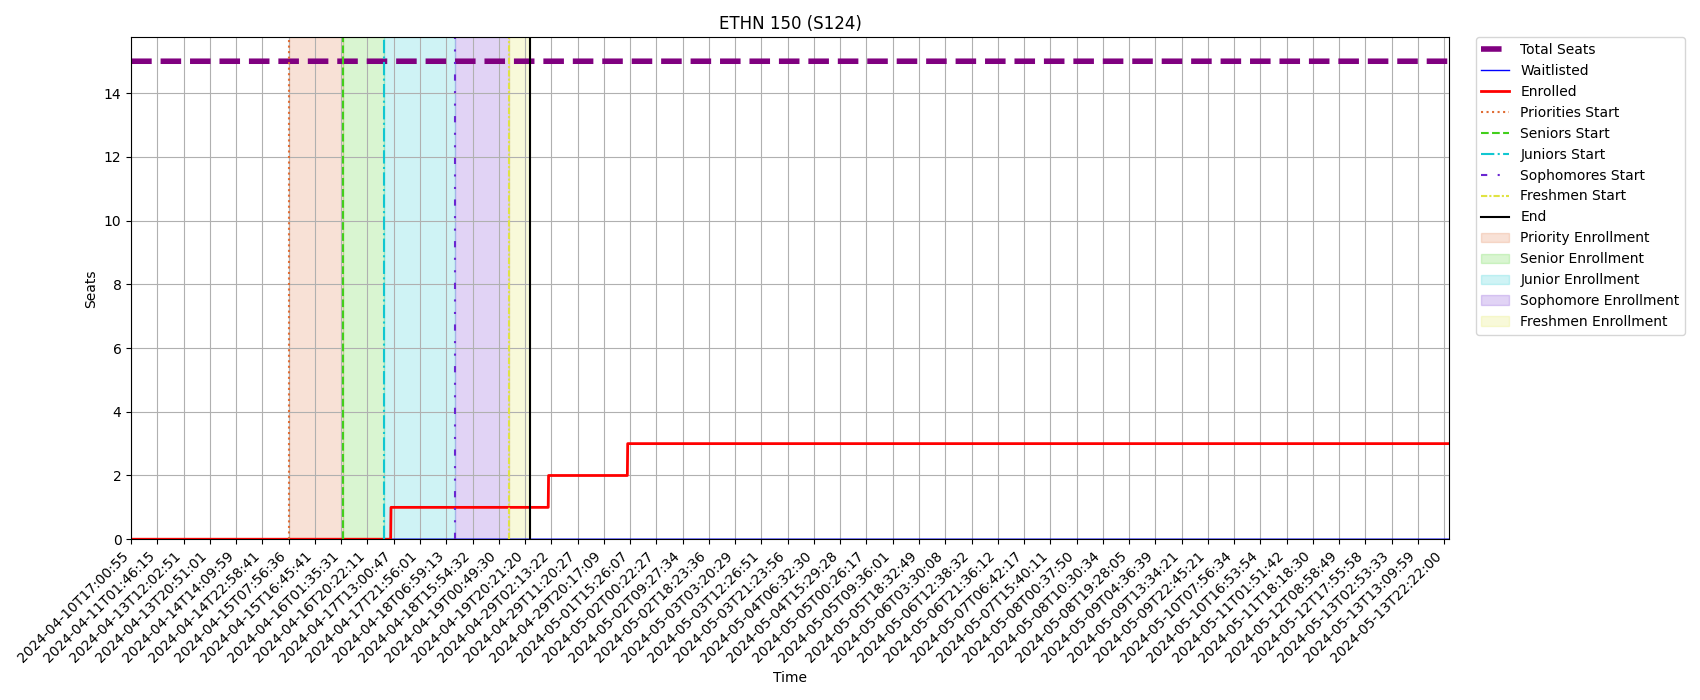 ETHN 150 (S124)
Seats
14
12
10
8
6
4
2
0
2024-04-10T17:00:55
2024-04-11T01:46:15
2024-04-13T12:02:51
2024-04-13T20:51:01
2024-04-14T14:09:59
2024-04-14T22:58:41
2024-04-15T07:56:36
2024-04-15T16:45:41
2024-04-16T01:35:31
2024-04-16T20:22:11
2024-04-17T13:00:47
2024-04-17T21:56:01
2024-04-18T06:59:13
2024-04-18T15:54:32
2024-04-19T00:49:30
2024-04-19T20:21:20
2024-04-29T02:13:22
2024-04-29T11:20:27
2024-04-29T20:17:09
2024-05-01T15:26:07
2024-05-02T00:22:27
2024-05-02T09:27:34
2024-05-02T18:23:36
2024-05-03T03:20:29
2024-05-03T12:26:51
2024-05-03T21:23:56
2024-05-04T06:32:30
2024-05-04T15:29:28
2024-05-05T00:26:17
2024-05-05T09:36:01
2024-05-05T18:32:49
2024-05-06T03:30:08
2024-05-06T12:38:32
2024-05-06T21:36:12
2024-05-07T06:42:17
2024-05-07T15:40:11
2024-05-08T00:37:50
2024-05-08T10:30:34
2024-05-08T19:28:05
2024-05-09T04:36:39
2024-05-09T13:34:21
2024-05-09T22:45:21
2024-05-10T07:56:34
2024-05-10T16:53:54
2024-05-11T01:51:42
2024-05-11T18:18:30
2024-05-12T08:58:49
2024-05-12T17:55:58
2024-05-13T02:53:33
2024-05-13T13:09:59
2024-05-13T22:22:00
Time
Total Seats
Waitlisted
Enrolled
Priorities Start
Seniors Start
Juniors Start
Sophomores Start
Freshmen Start
End
Priority Enrollment
Senior Enrollment
Junior Enrollment
Sophomore Enrollment
Freshmen Enrollment